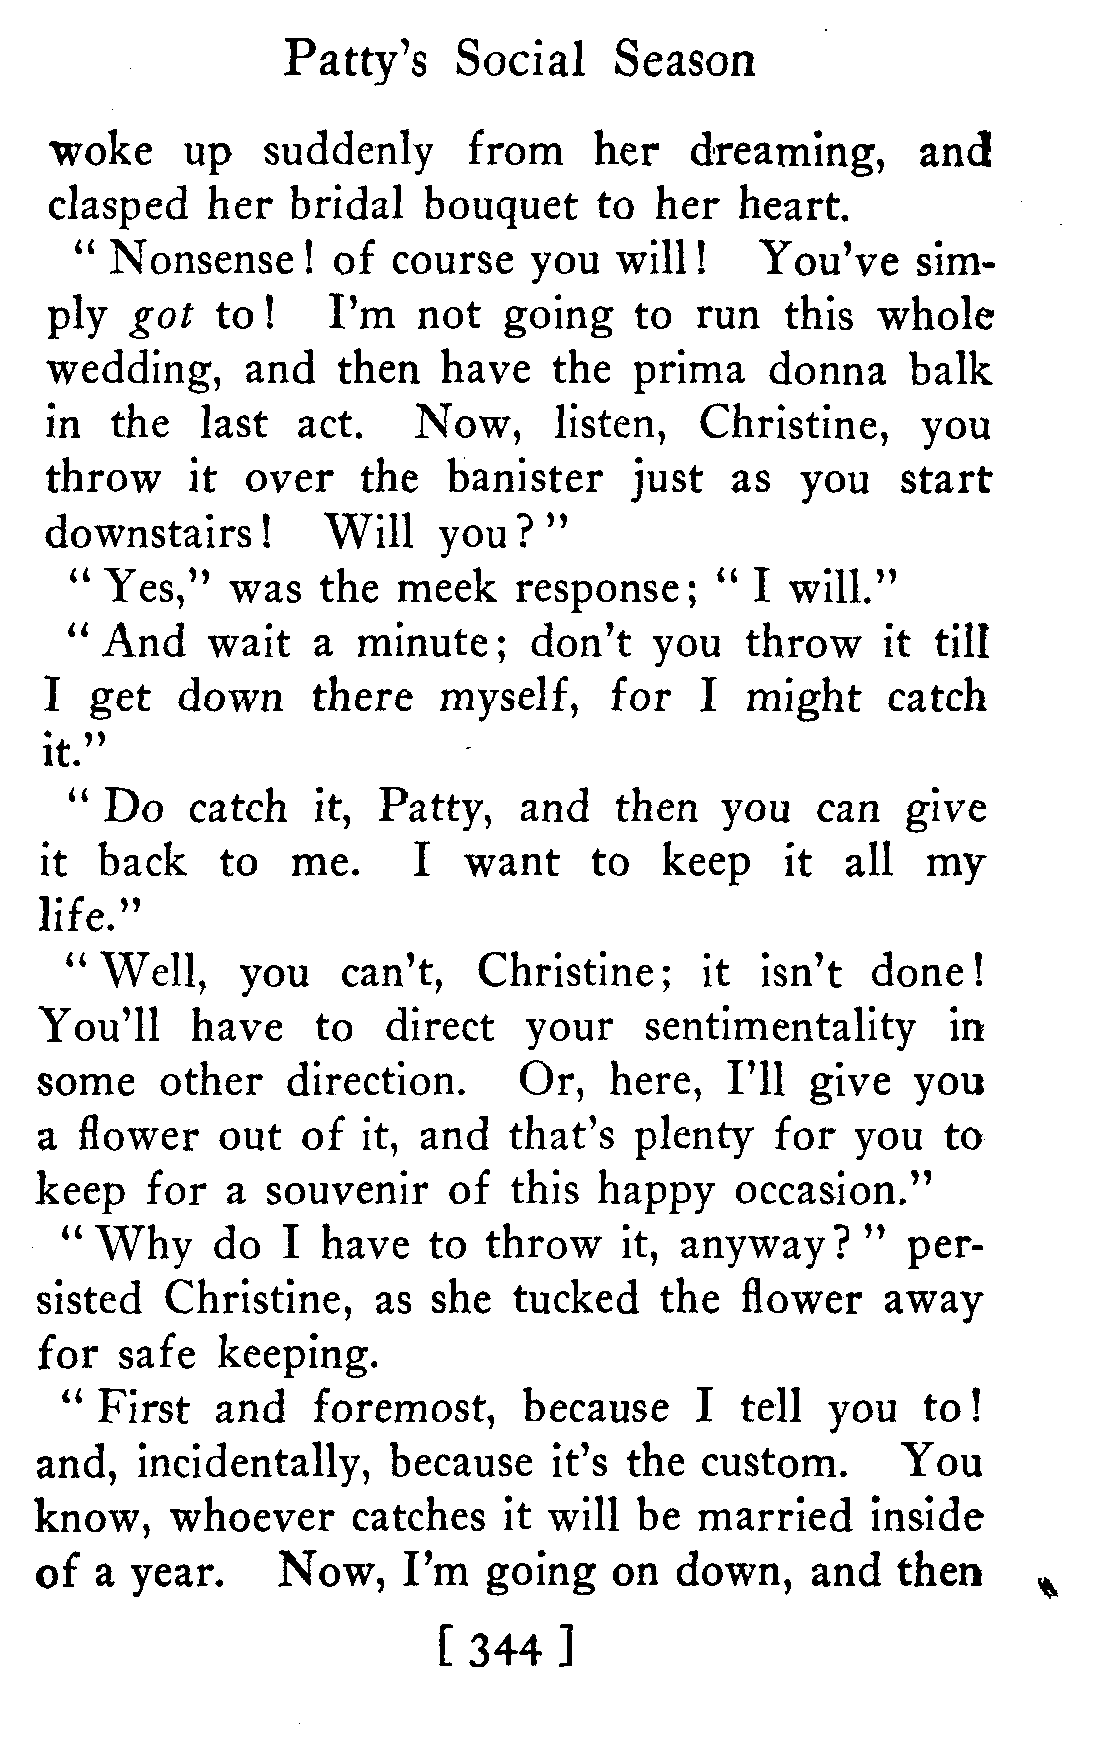 Patty's Social Season
woke up suddenly from her dreaming, and
clasped her bridal bouquet to her heart.
" Nonsense! of course you will! You've sim-
ply got to! I'm not going to run this whole
wedding, and then have the prima donna balk
in the last act. Now, listen, Christine, you
throw it over the banister just as you start
downstairs! Will you? "
" Yes," was the meek response; " I will."
" And wait a minute; don't you throw it till
I get down there myself, for I might catch
it."
" Do catch it, Patty, and then you can give
it back to me. I want to keep it all my
life."
" Well, you can't, Christine; it isn't done!
You'll have to direct your sentimentality in
some other direction. Or, here, I'll give you
a flower out of it, and that's plenty for you to
keep for a souvenir of this happy occasion."
" Why do I have to throw it, anyway? " per-
sisted Christine, as she tucked the flower away
for safe keeping.
" First and foremost, because I tell you to!
and, incidentally, because it's the custom. You
know, whoever catches it will be married inside
of a year. Now, I'm going on down, and then
[ 344 ]